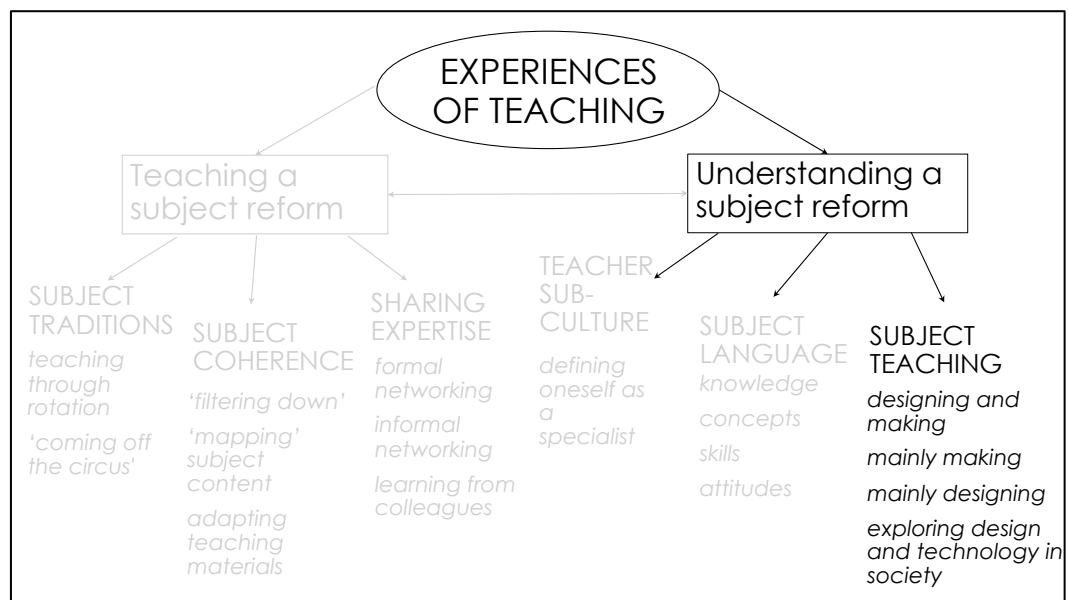 EXPERIENCES
OF TEACHING
Teaching a
subject reform
Understanding a
subject reform
SUBJECT
TRADITIONS
teaching
through
rotation
‘coming off
the circus'
SUBJECT
COHERENCE
‘filtering down’
‘mapping’
subject
content
adapting
teaching
materials
SHARING
EXPERTISE
formal
networking
informal
networking
learning from
colleagues
TEACHER
SUB-
CULTURE
defining
oneself as
a
specialist
SUBJECT
LANGUAGE
knowledge
concepts
skills
attitudes
SUBJECT
TEACHING
designing and
making
mainly making
mainly designing
exploring design
and technology in
society